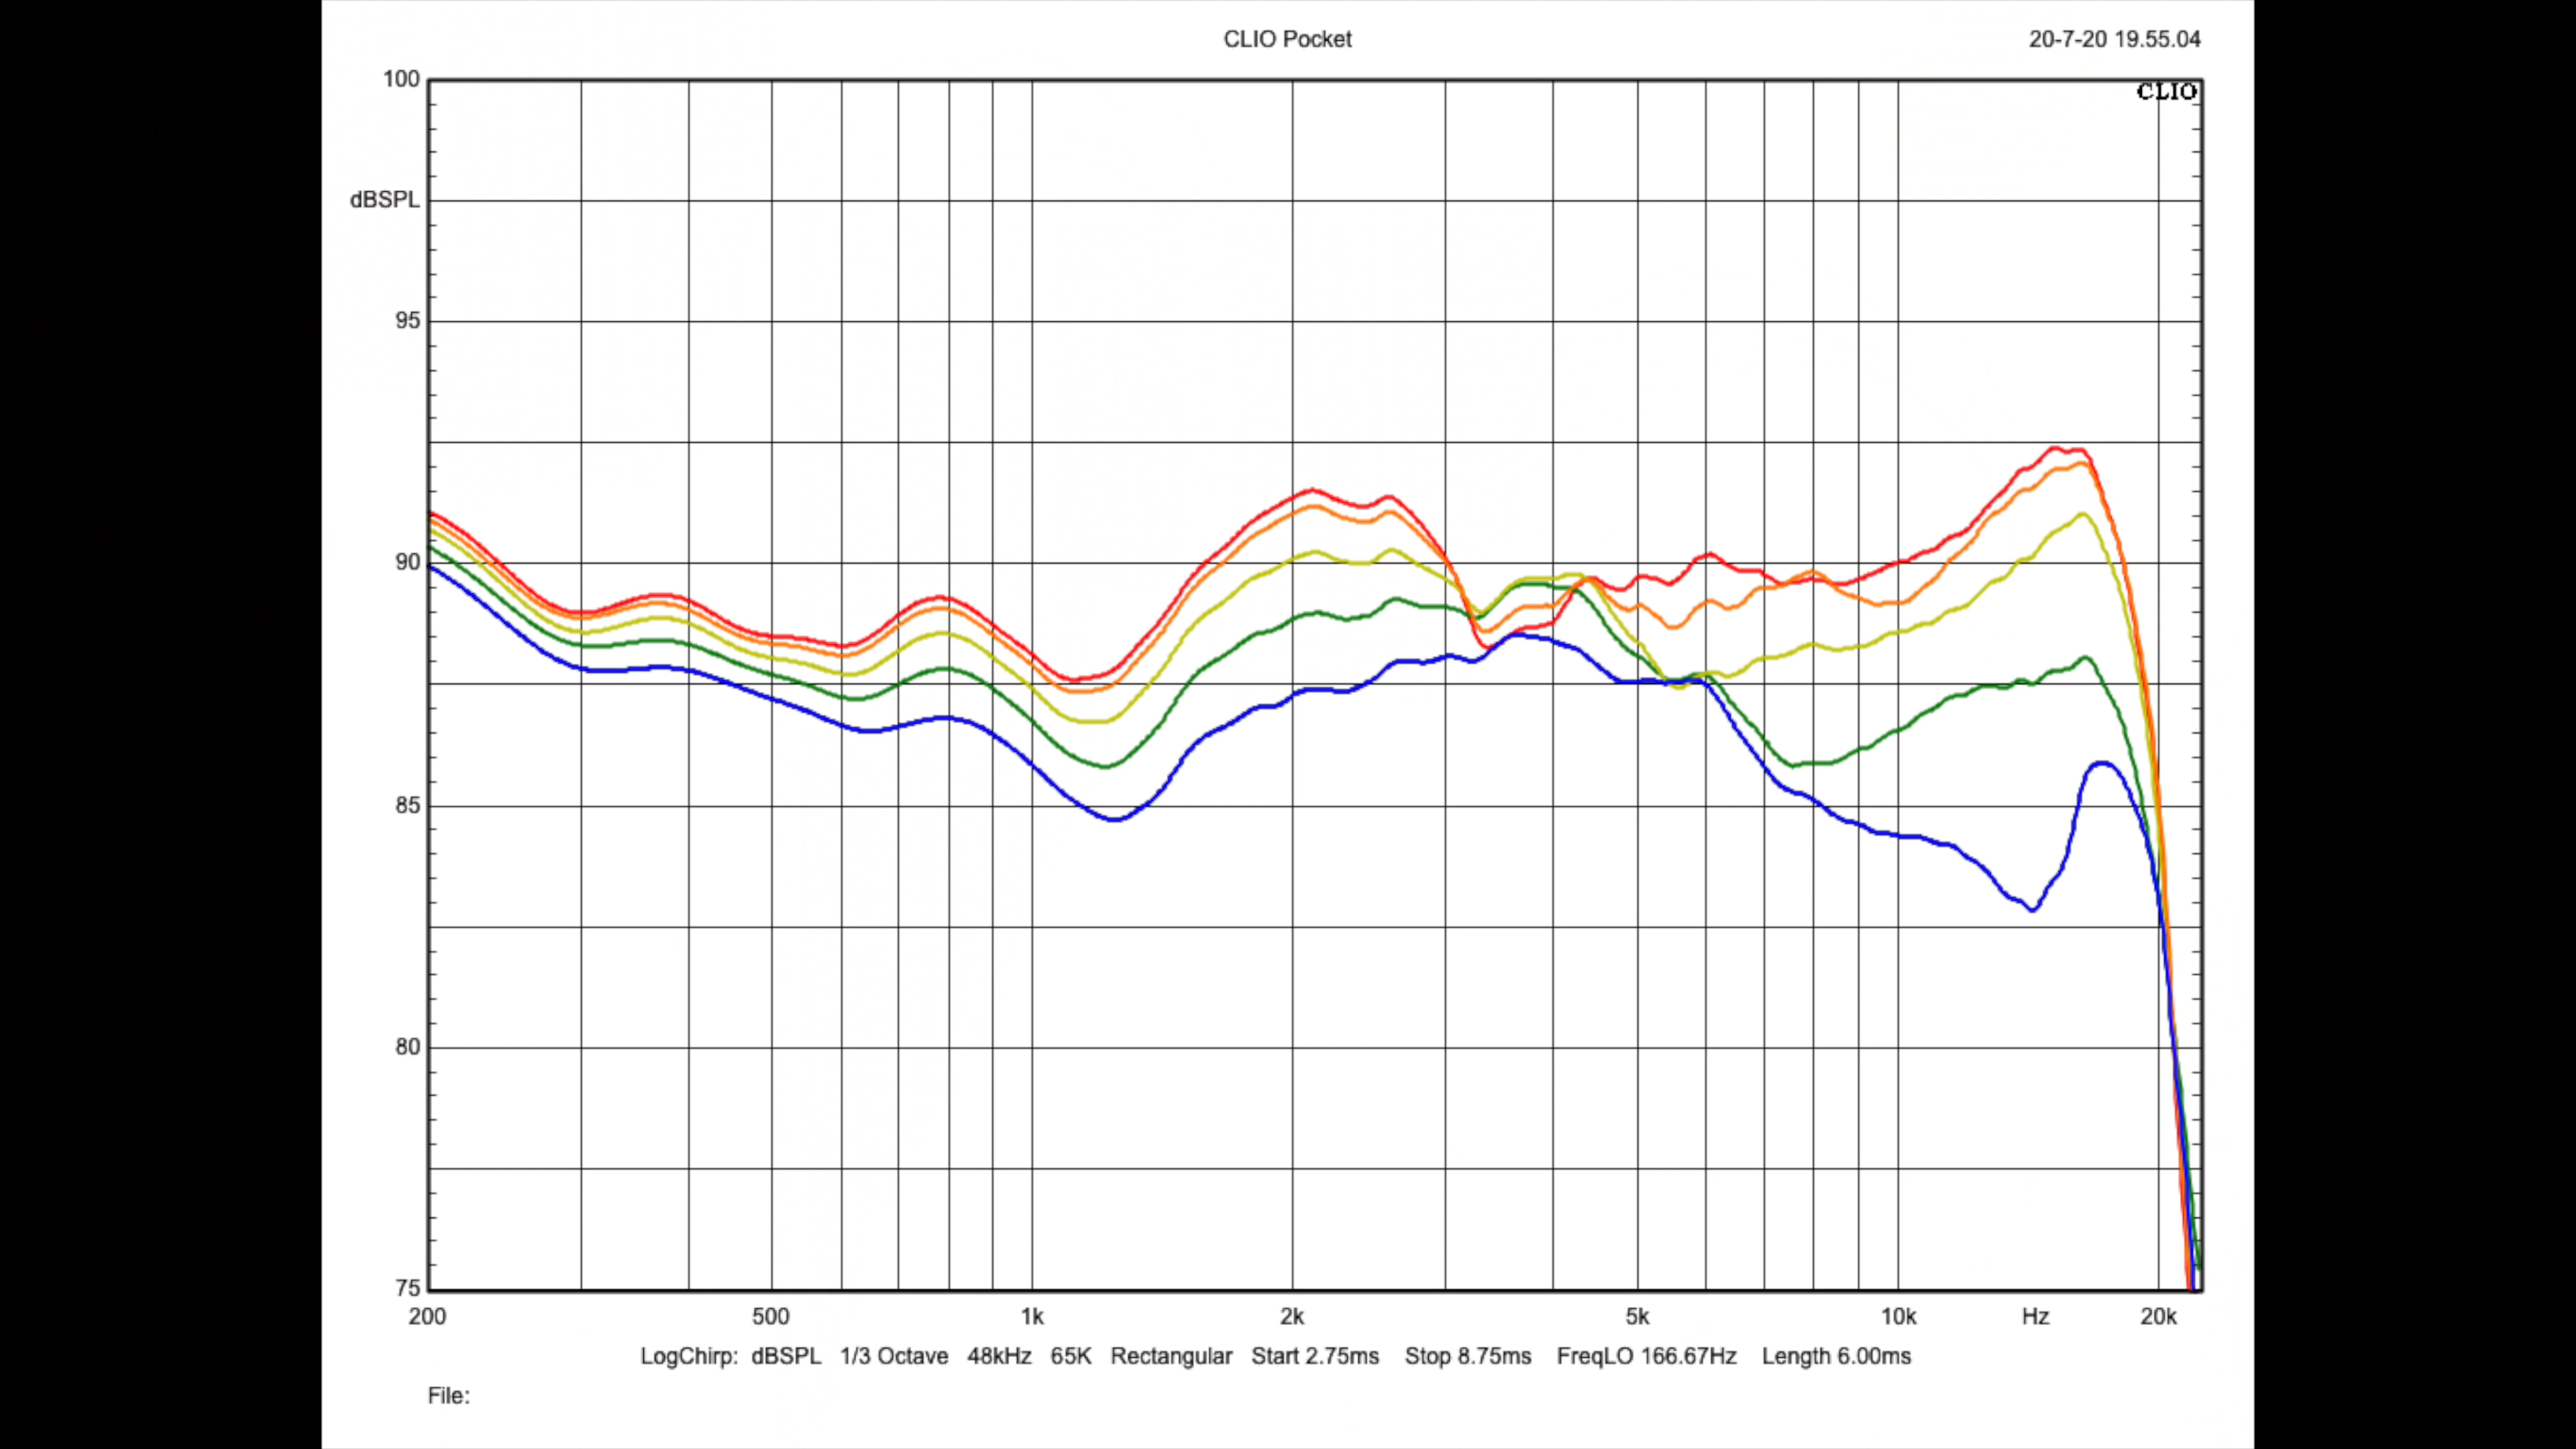 CLIO Pocket
20-7-20 19.55.04
100
CLIO
dBSPL
95
90
85
80
75
200 500 1k 2k 5k 10k Hz 20k
LogChirp: dBSPL 1/3 Octave 48kHz 65K Rectangular Start 2.75ms Stop 8.75ms FreqLO 166.67Hz Length 6.00ms
File: